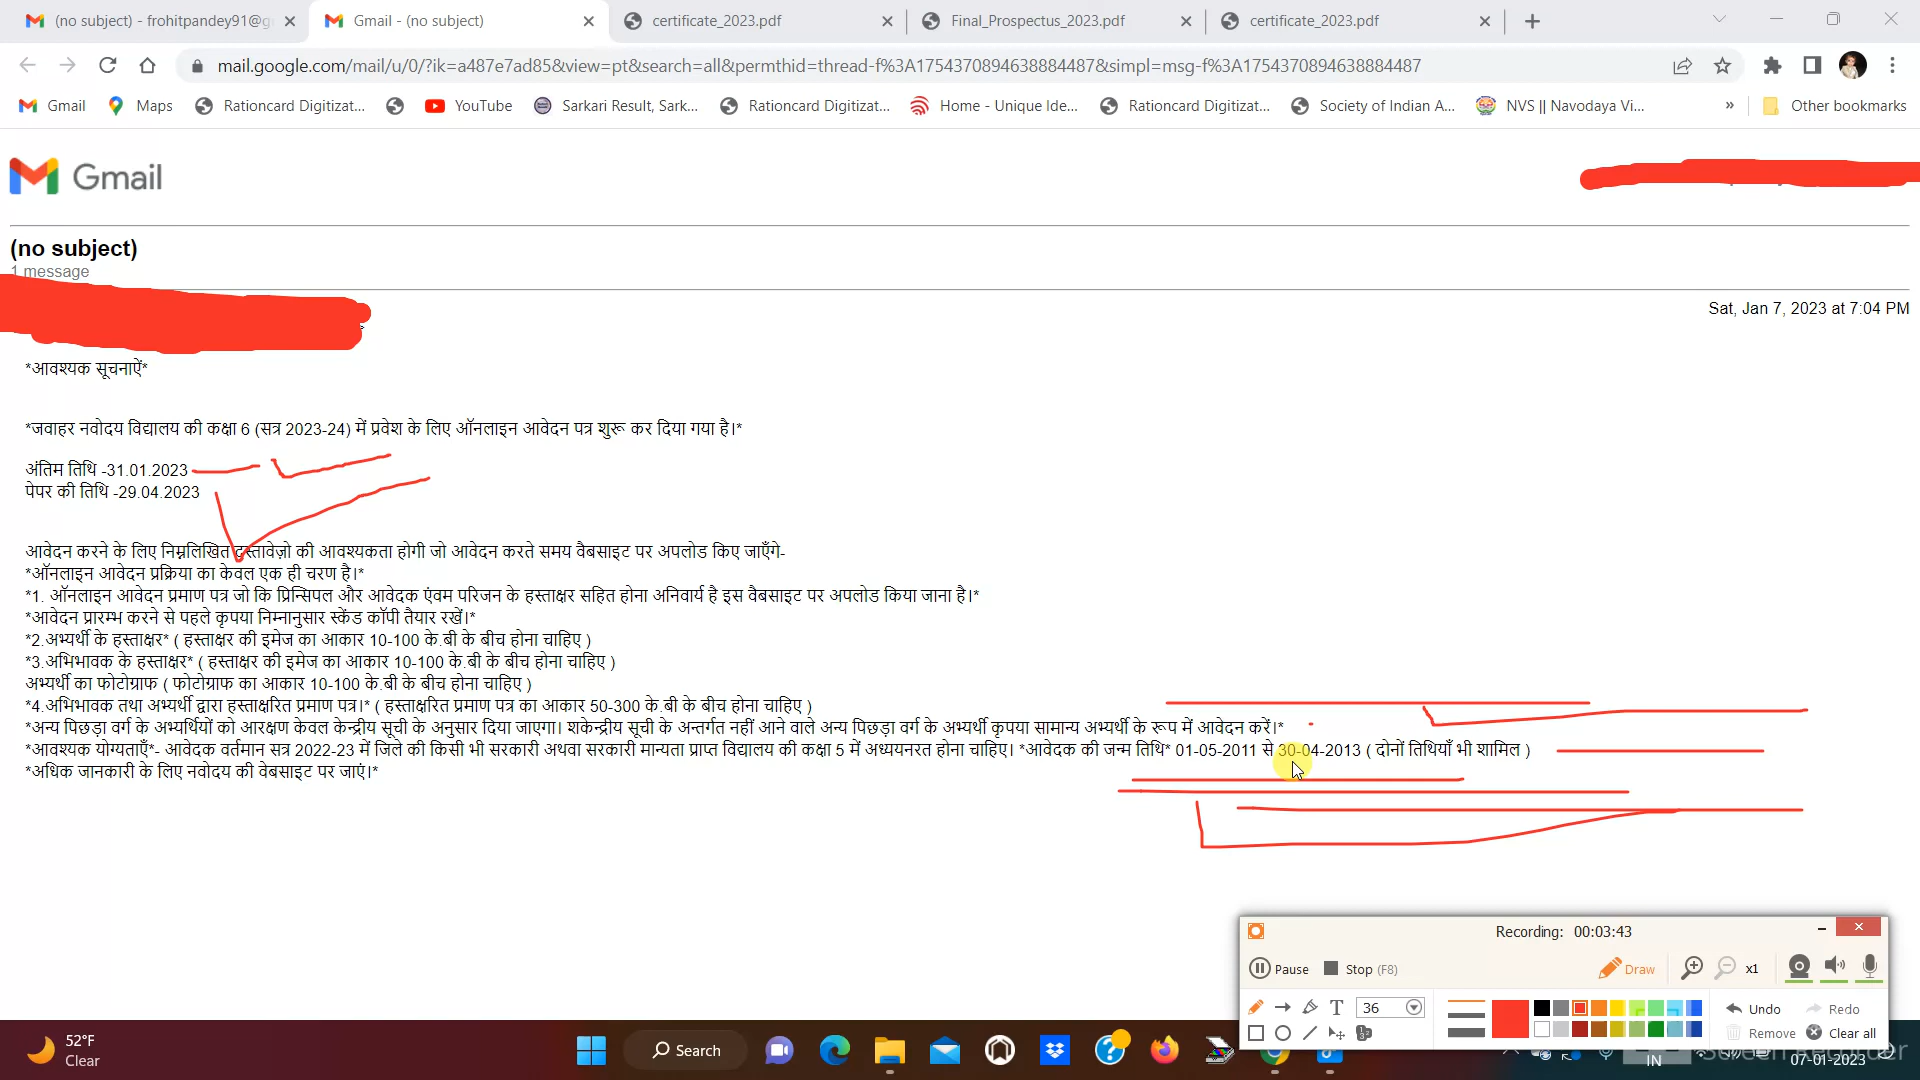 (no subject) - frohitpandey91@g
Gmail - (no subject)
certificate_2023.pdf
Final_Prospectus_2023.pdf
certificate_2023.pdf
mail.google.com/mail/u/0/?ik=a487e7ad85&view=pt&search=all&permthid=thread-f%3A1754370894638884487&simpl=msg-f%3A1754370894638884487
Gmail Maps Rationcard Digitizat... YouTube Sarkari Result, Sark... Rationcard Digitizat... Home - Unique Ide... Rationcard Digitizat... Society of Indian A... NVS || Navodaya Vi... » Other bookmarks
Gmail
(no subject)
1 message
Sat, Jan 7, 2023 at 7:04 PM
*आवश्यक सूचनाऐं*
*जवाहर नवोदय विद्यालय की कक्षा 6 (सत्र 2023-24) में प्रवेश के लिए ऑनलाइन आवेदन पत्र शुरू कर दिया गया है।*
अंतिम तिथि -31.01.2023
पेपर की तिथि -29.04.2023
आवेदन करने के लिए निम्नलिखित दस्तावेज़ो की आवश्यकता होगी जो आवेदन करते समय वैबसाइट पर अपलोड किए जाएँगे-
*ऑनलाइन आवेदन प्रक्रिया का केवल एक ही चरण है।*
*1. ऑनलाइन आवेदन प्रमाण पत्र जो कि प्रिन्सिपल और आवेदक एंवम परिजन के हस्ताक्षर सहित होना अनिवार्य है इस वैबसाइट पर अपलोड किया जाना है।*
*आवेदन प्रारम्भ करने से पहले कृपया निम्नानुसार स्केंड कॉपी तैयार रखें।*
*2.अभ्यर्थी के हस्ताक्षर* ( हस्ताक्षर की इमेज का आकार 10-100 के.बी के बीच होना चाहिए )
*3.अभिभावक के हस्ताक्षर* ( हस्ताक्षर की इमेज का आकार 10-100 के.बी के बीच होना चाहिए )
अभ्यर्थी का फोटोग्राफ ( फोटोग्राफ का आकार 10-100 के.बी के बीच होना चाहिए )
*4.अभिभावक तथा अभ्यर्थी द्वारा हस्ताक्षरित प्रमाण पत्र।* ( हस्ताक्षरित प्रमाण पत्र का आकार 50-300 के.बी के बीच होना चाहिए )
*अन्य पिछड़ा वर्ग के अभ्यर्थियों को आरक्षण केवल केन्द्रीय सूची के अनुसार दिया जाएगा। शकेन्द्रीय सूची के अन्तर्गत नहीं आने वाले अन्य पिछड़ा वर्ग के अभ्यर्थी कृपया सामान्य अभ्यर्थी के रूप में आवेदन करें।*
*आवश्यक योग्यताएँ*- आवेदक वर्तमान सत्र 2022-23 में जिले की किसी भी सरकारी अथवा सरकारी मान्यता प्राप्त विद्यालय की कक्षा 5 में अध्ययनरत होना चाहिए। *आवेदक की जन्म तिथि* 01-05-2011 से 30-04-2013 ( दोनों तिथियाँ भी शामिल )
*अधिक जानकारी के लिए नवोदय की वेबसाइट पर जाएं।*
Recording: 00:03:43
Pause Stop (F8) Draw x1
T 36 Undo Redo
Remove Clear all
52°F
Clear
Search
IN
07-01-2023